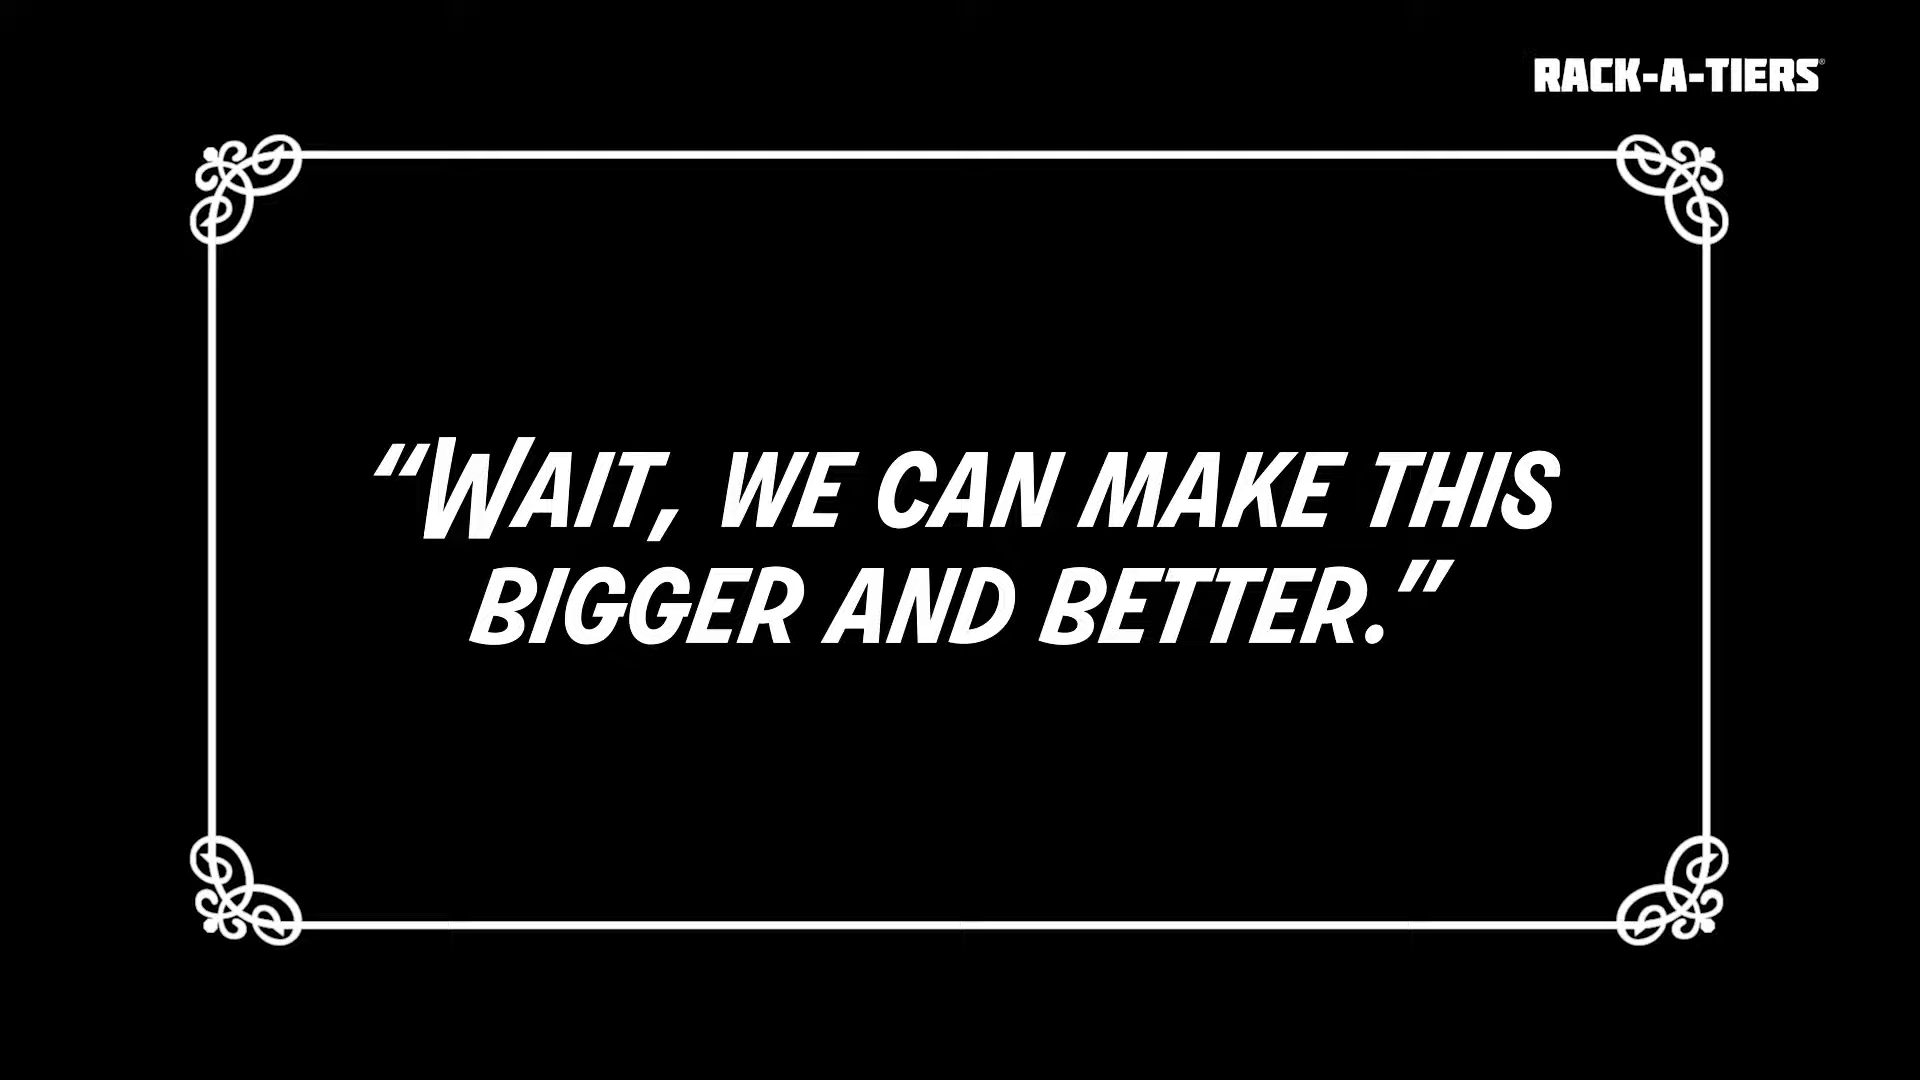 RACK-A-TIERS®
“WAIT, WE CAN MAKE THIS
BIGGER AND BETTER.”